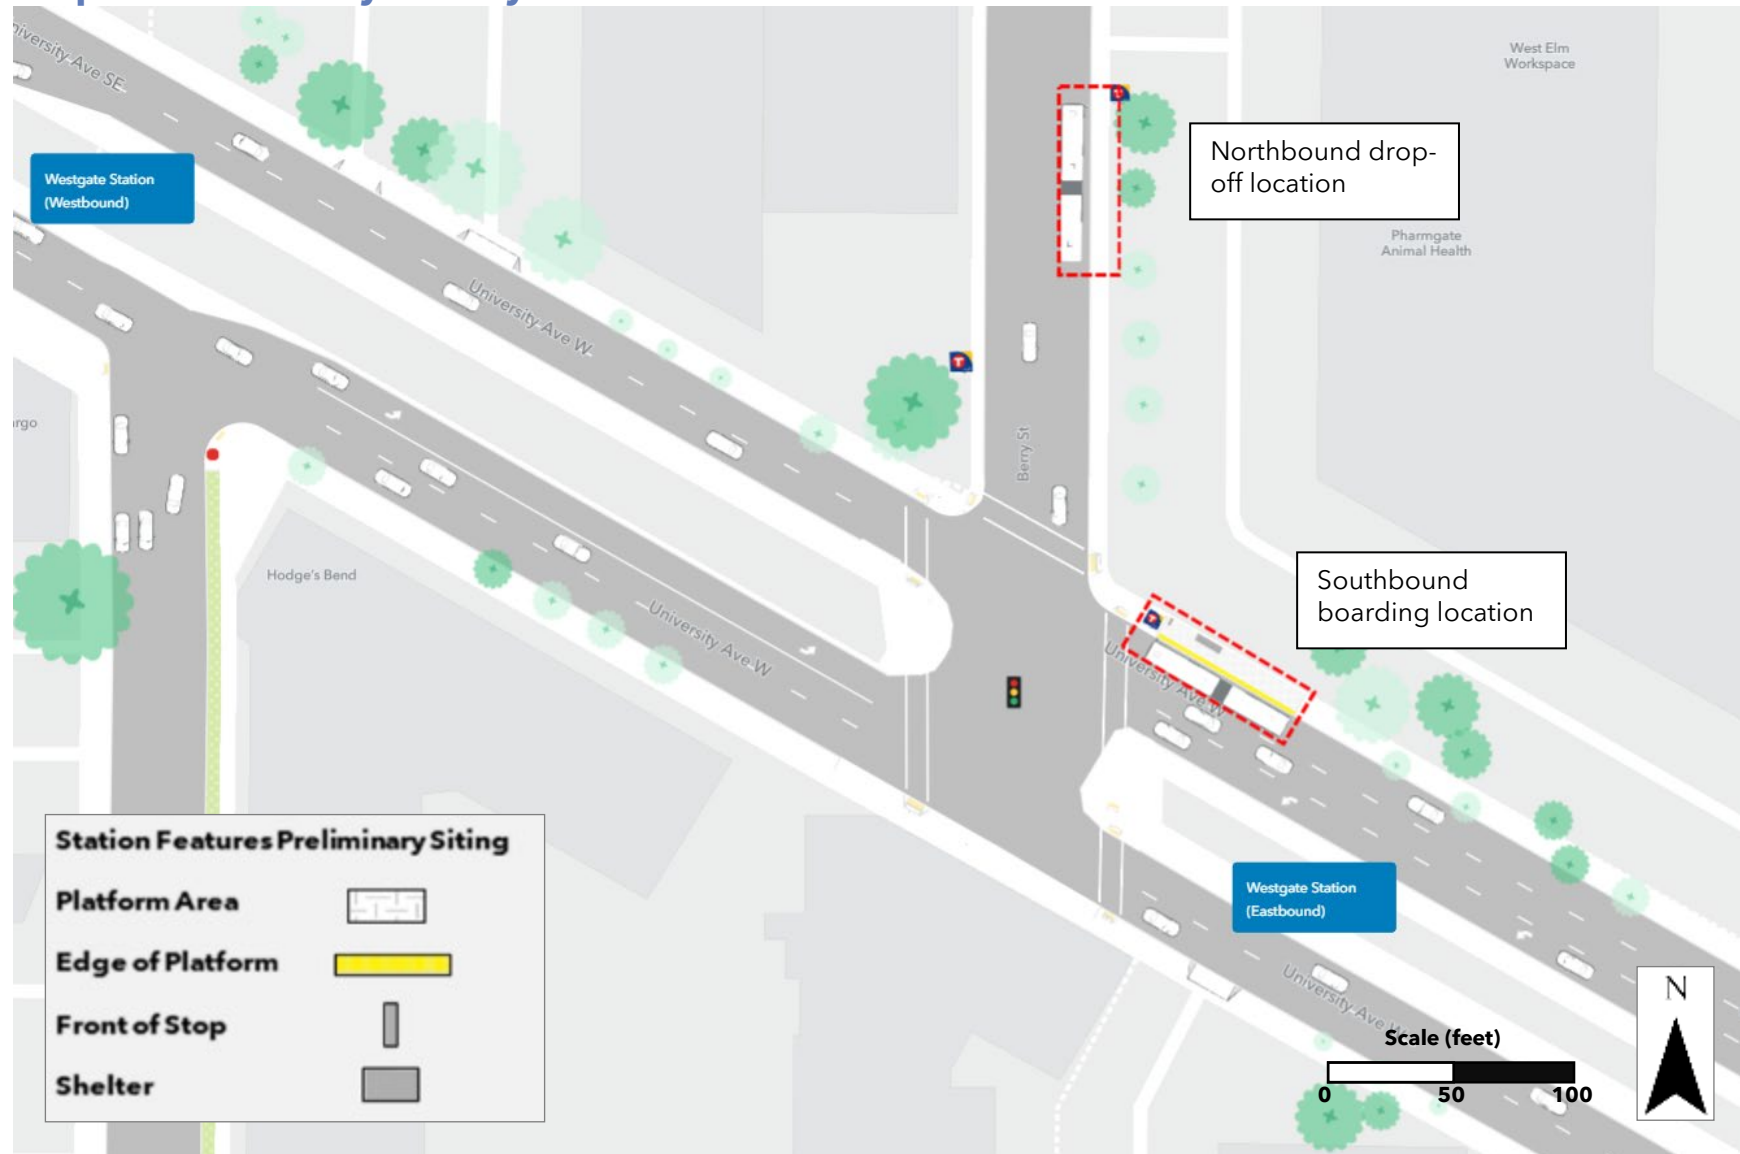 University Ave SE
West Elm
Workspace
Northbound drop-
off location
Westgate Station
(Westbound)
Pharmgate
Animal Health
University Ave W
Berry St
Hodge's Bend
Southbound
boarding location
University Ave W
University Ave W
Station Features Preliminary Siting
Platform Area
Edge of Platform
Front of Stop
Shelter
Westgate Station
(Eastbound)
University Ave W
N
Scale (feet)
0 50 100